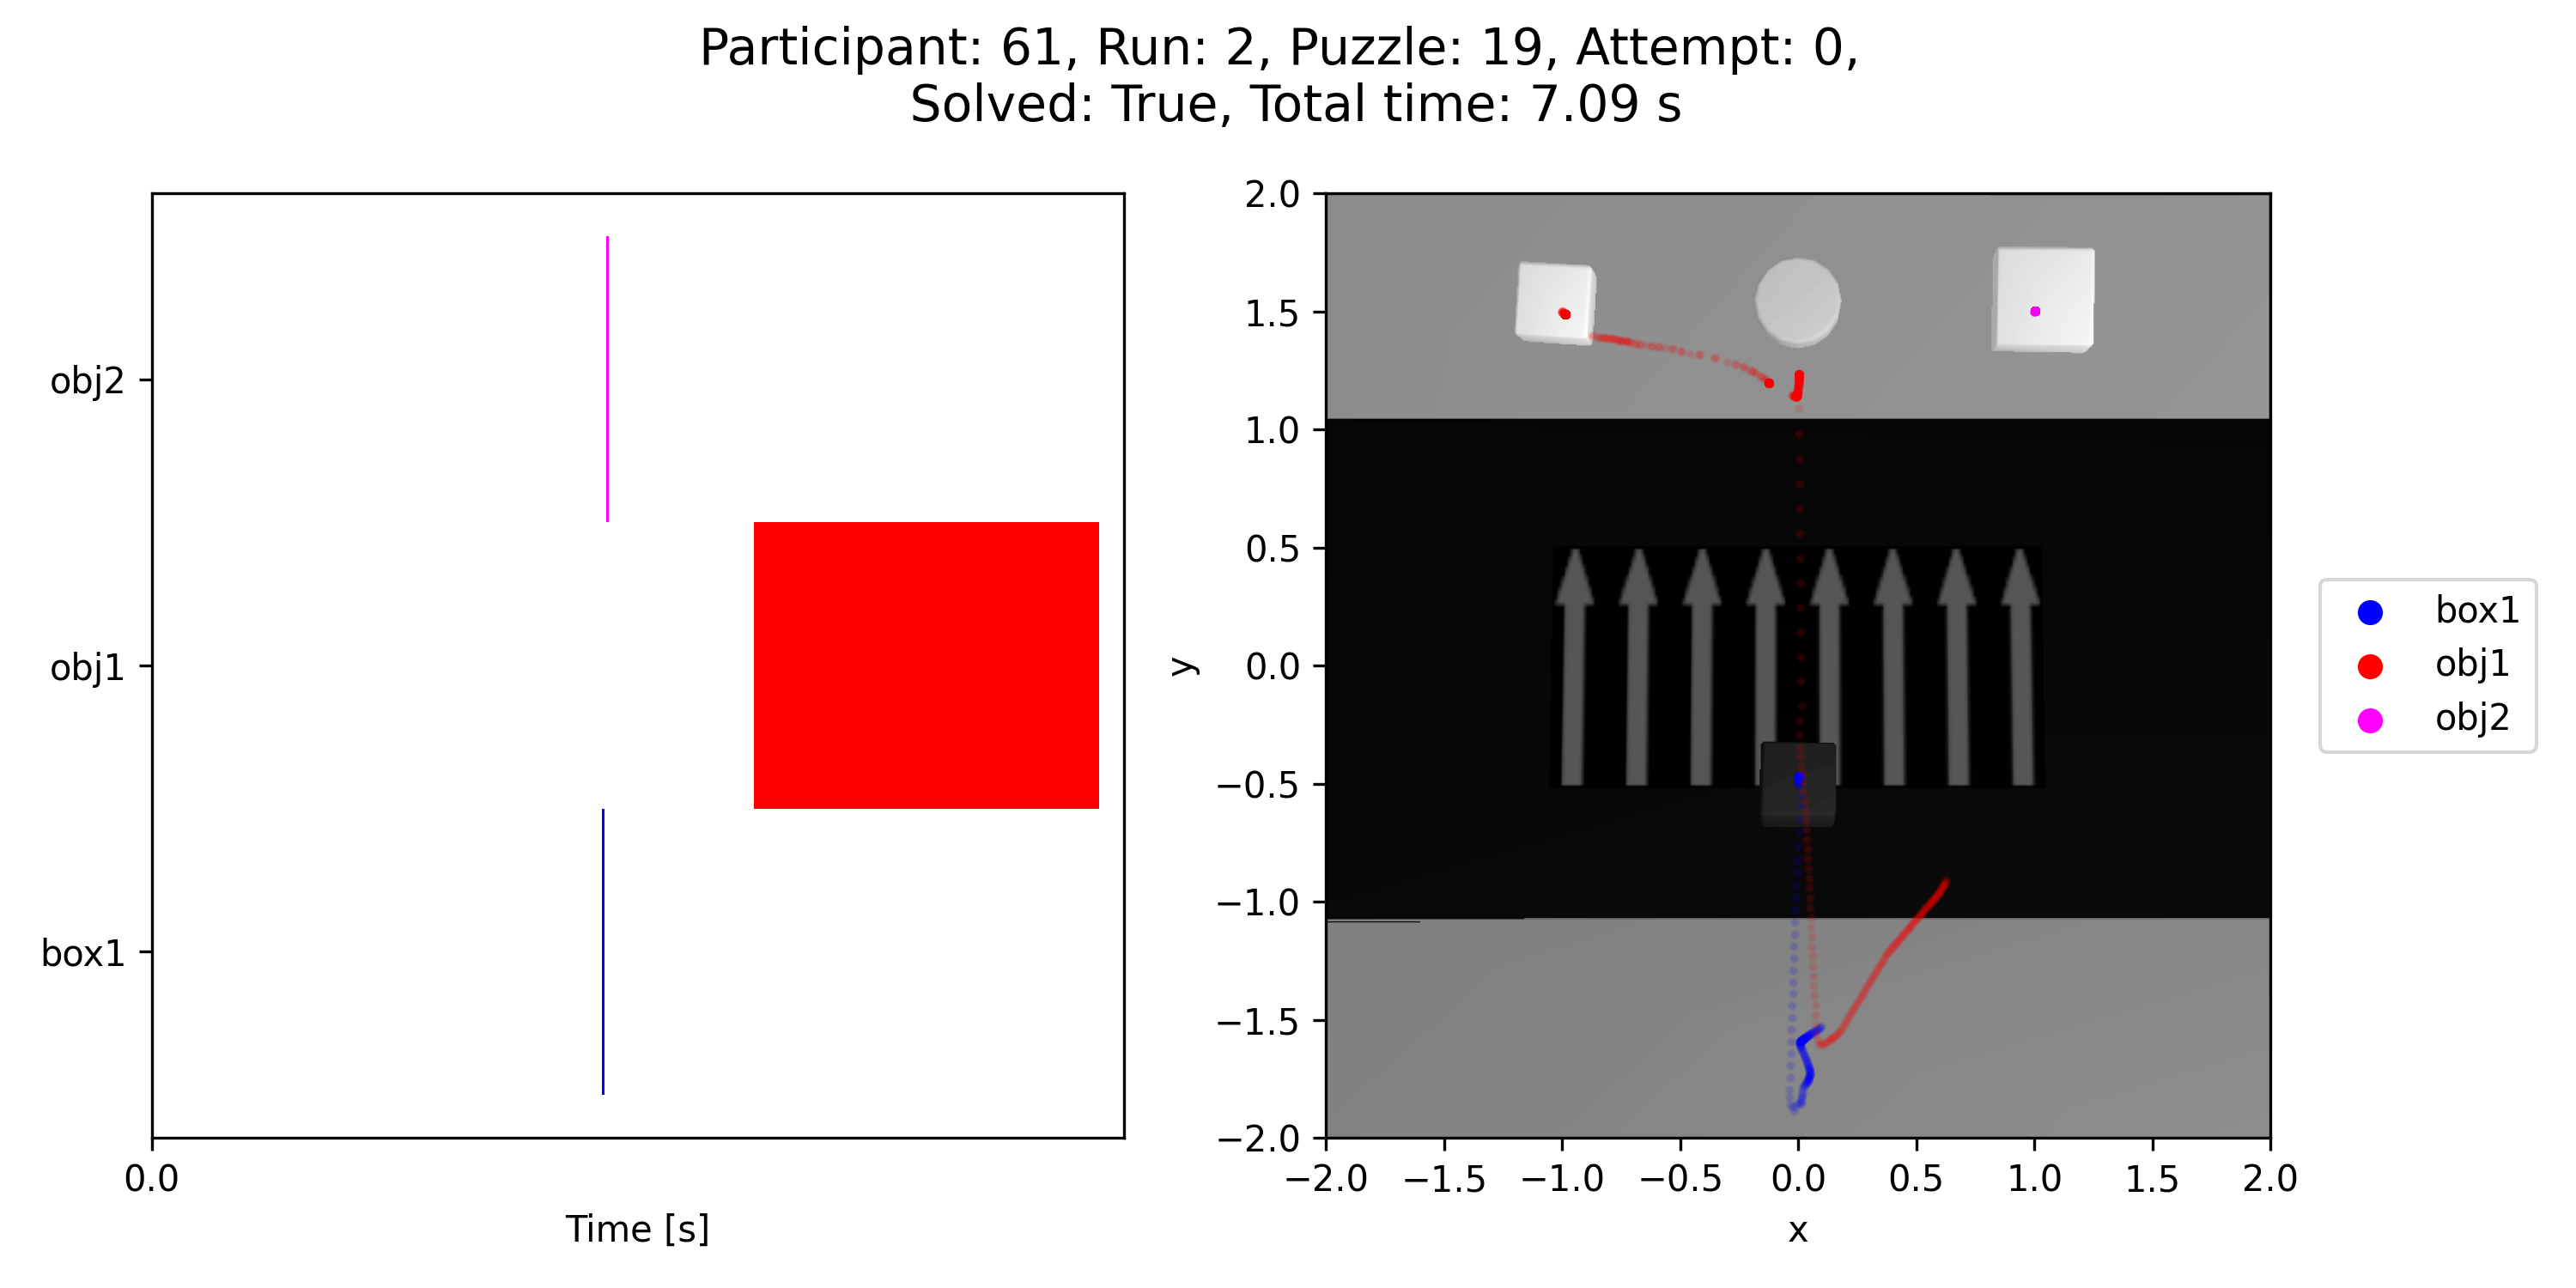 Participant: 61, Run: 2, Puzzle: 19, Attempt: 0,
Solved: True, Total time: 7.09 s
obj2
obj1
box1
0.0
Time [s]
2.0
1.5
1.0
0.5
0.0
−0.5
−1.0
−1.5
−2.0
y
−2.0 −1.5 −1.0 −0.5 0.0 0.5 1.0 1.5 2.0
x
box1
obj1
obj2